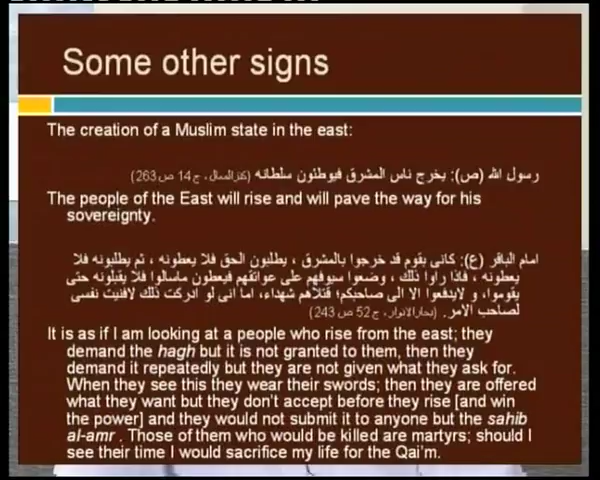 Some other signs
The creation of a Muslim state in the east:
رسول الله (ص): يخرج ناس المشرق فيوطئون سلطانه (كنزالعمال، ج 14 ص 263)
The people of the East will rise and will pave the way for his
sovereignty.
امام الباقر (ع): كانى بقوم قد خرجوا بالمشرق ، يطلبون الحق فلا يعطونه ، ثم يطلبونه فلا
يعطونه ، فاذا راوا ذلك ، وضعوا سيوفهم على عواتقهم فيعطون ماسالوا فلا يقبلونه حتى
يقوموا، و لايدفعوا الا الى صاحبكم؛ قتلاهم شهداء، اما انى لو ادركت ذلك لافنيت نفسى
لصاحب الامر. (بحارالانوار، ج 52 ص 243)
It is as if I am looking at a people who rise from the east; they
demand the hagh but it is not granted to them, then they
demand it repeatedly but they are not given what they ask for.
When they see this they wear their swords; then they are offered
what they want but they don't accept before they rise [and win
the power] and they would not submit it to anyone but the sahib
al-amr . Those of them who would be killed are martyrs; should I
see their time I would sacrifice my life for the Qai'm.